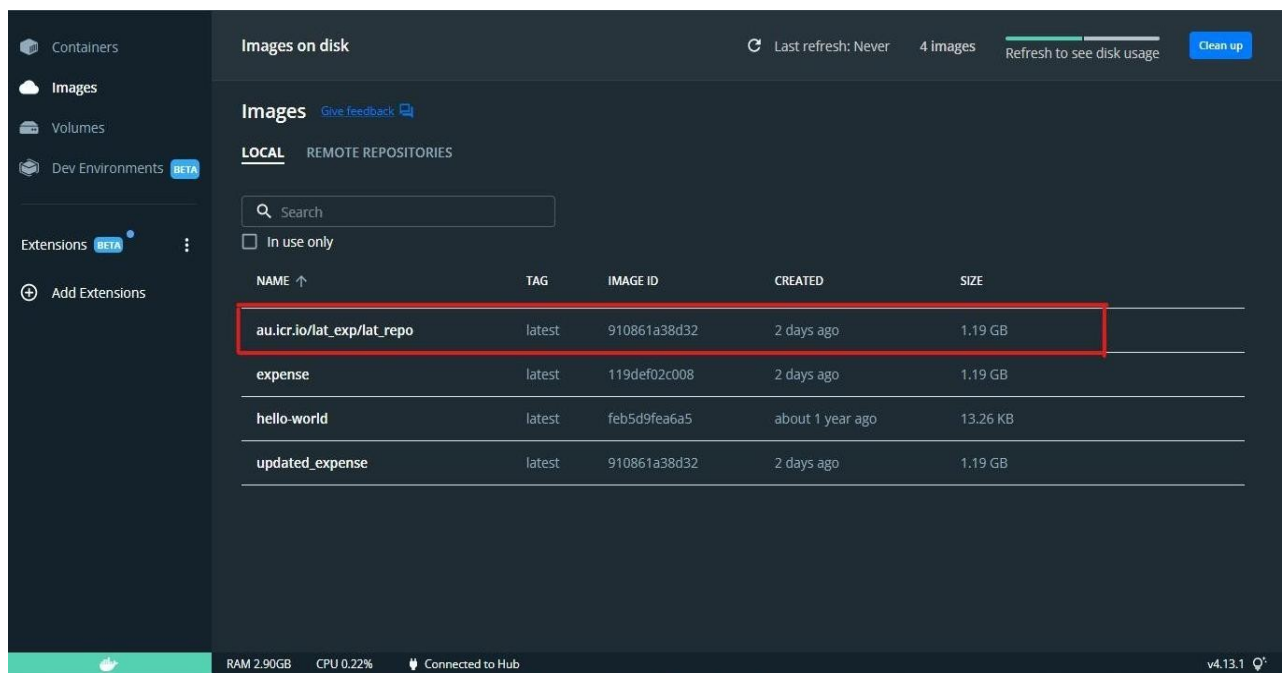 Containers
Images
Volumes
Dev Environments BETA
Extensions BETA
Add Extensions
Images on disk
Last refresh: Never
4 images
Refresh to see disk usage
Clean up
Images Give feedback
LOCAL REMOTE REPOSITORIES
Search
In use only
NAME TAG IMAGE ID CREATED SIZE
au.icr.io/lat_exp/lat_repo latest 910861a38d32 2 days ago 1.19 GB
expense latest 119def02c008 2 days ago 1.19 GB
hello-world latest feb5d9fea6a5 about 1 year ago 13.26 KB
updated_expense latest 910861a38d32 2 days ago 1.19 GB
RAM 2.90GB CPU 0.22% Connected to Hub v4.13.1